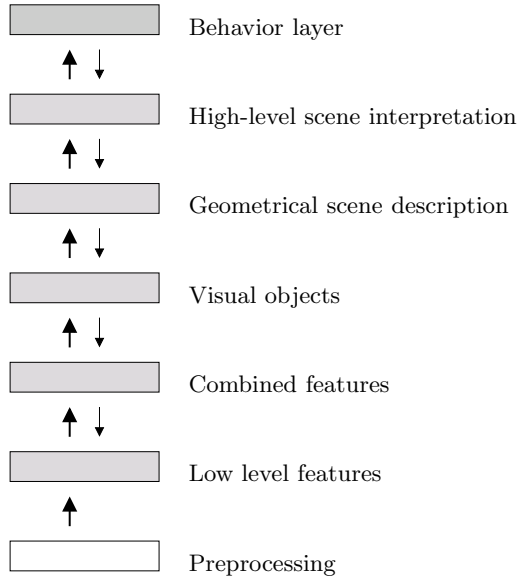 Behavior layer
High-level scene interpretation
Geometrical scene description
Visual objects
Combined features
Low level features
Preprocessing